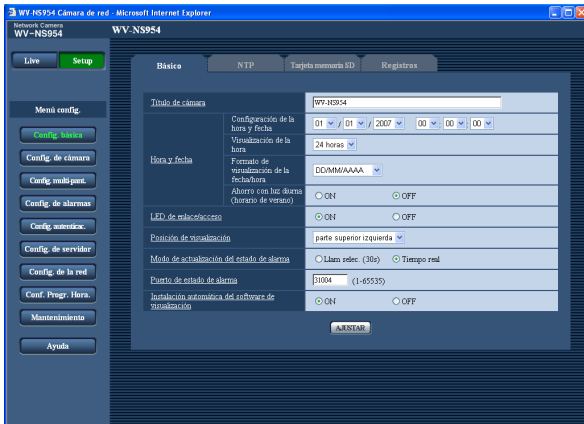 WV-NS954 Cámara de red - Microsoft Internet Explorer
Network Camera
WV-NS954
WV-NS954
Live Setup
Básico NTP Tarjeta memoria SD Registros
Menú config.
Config. básica
Config. de cámara
Config. multi-pant.
Config. de alarmas
Config. autenticac.
Config. de servidor
Config. de la red
Conf. Progr. Hora.
Mantenimiento
Ayuda
Título de cámara WV-NS954
Hora y fecha
Configuración de la hora y fecha 01 / 01 / 2007 00 : 00 : 00
Visualización de la hora 24 horas
Formato de visualización de la fecha/hora DD/MM/AAAA
Ahorro con luz diurna (horario de verano) ON OFF
LED de enlace/acceso ON OFF
Posición de visualización parte superior izquierda
Modo de actualización del estado de alarma Llam selec. (30s) Tiempo real
Puerto de estado de alarma 31004 (1-65535)
Instalación automática del software de visualización ON OFF
AJUSTAR